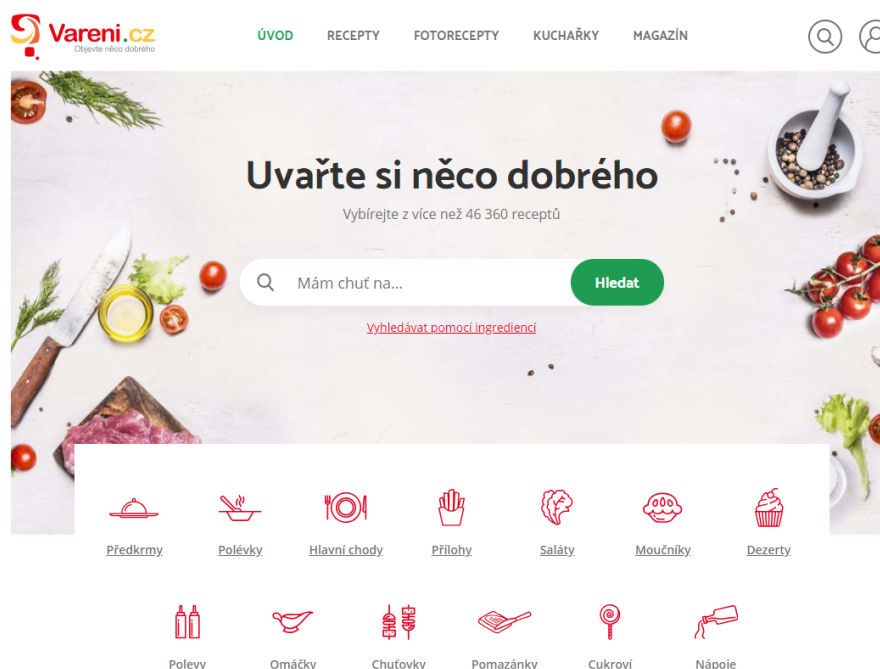 Vareni.cz
Objevte něco dobrého
ÚVOD RECEPTY FOTORECEPTY KUCHAŘKY MAGAZÍN
Uvařte si něco dobrého
Vybírejte z více než 46 360 receptů
Mám chuť na... Hledat
Vyhledávat pomocí ingrediencí
Předkrmy Polévky Hlavní chody Přílohy Saláty Moučníky Dezerty
Polevy Omáčky Chuťovky Pomazánky Cukroví Nápoje